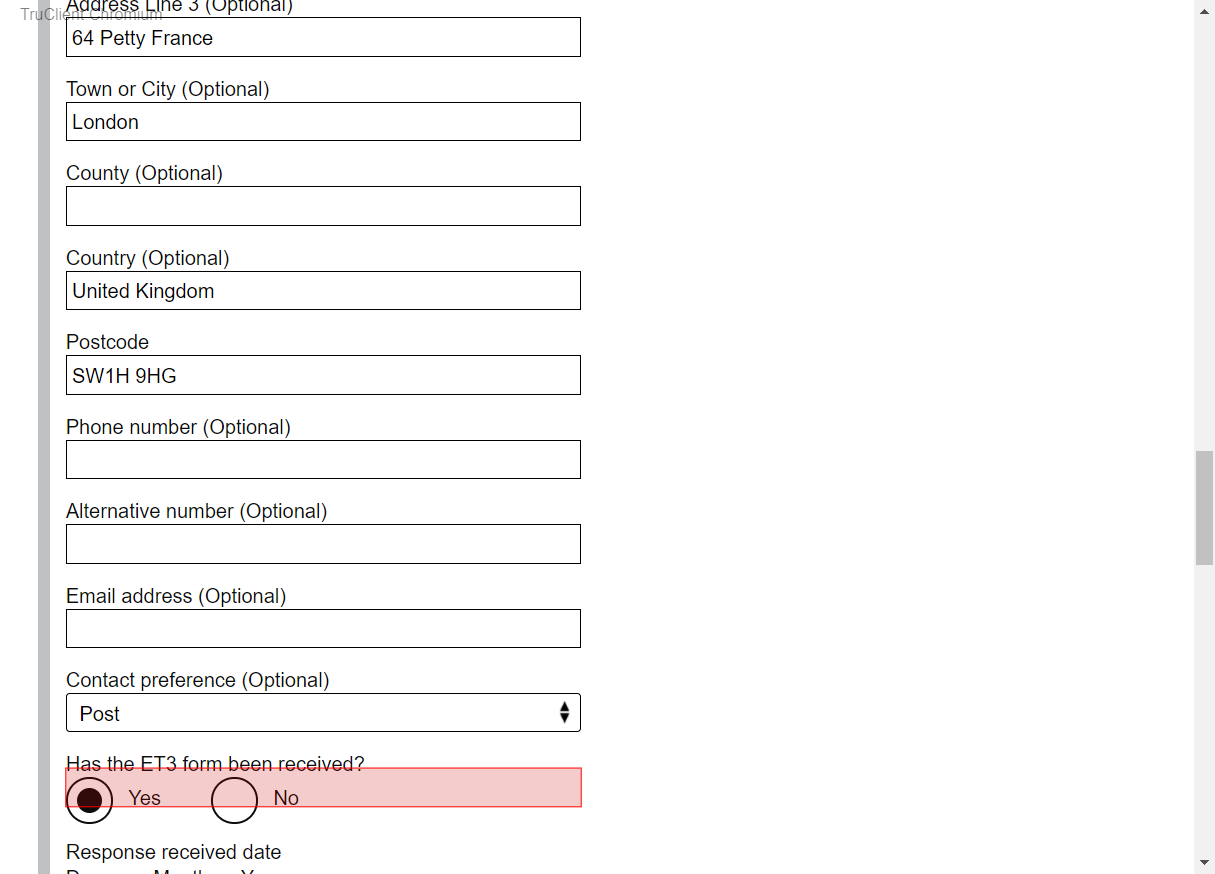 TruClient Chromium
Address Line 3 (Optional)
64 Petty France
Town or City (Optional)
London
County (Optional)
Country (Optional)
United Kingdom
Postcode
SW1H 9HG
Phone number (Optional)
Alternative number (Optional)
Email address (Optional)
Contact preference (Optional)
Post
Has the ET3 form been received?
Yes No
Response received date